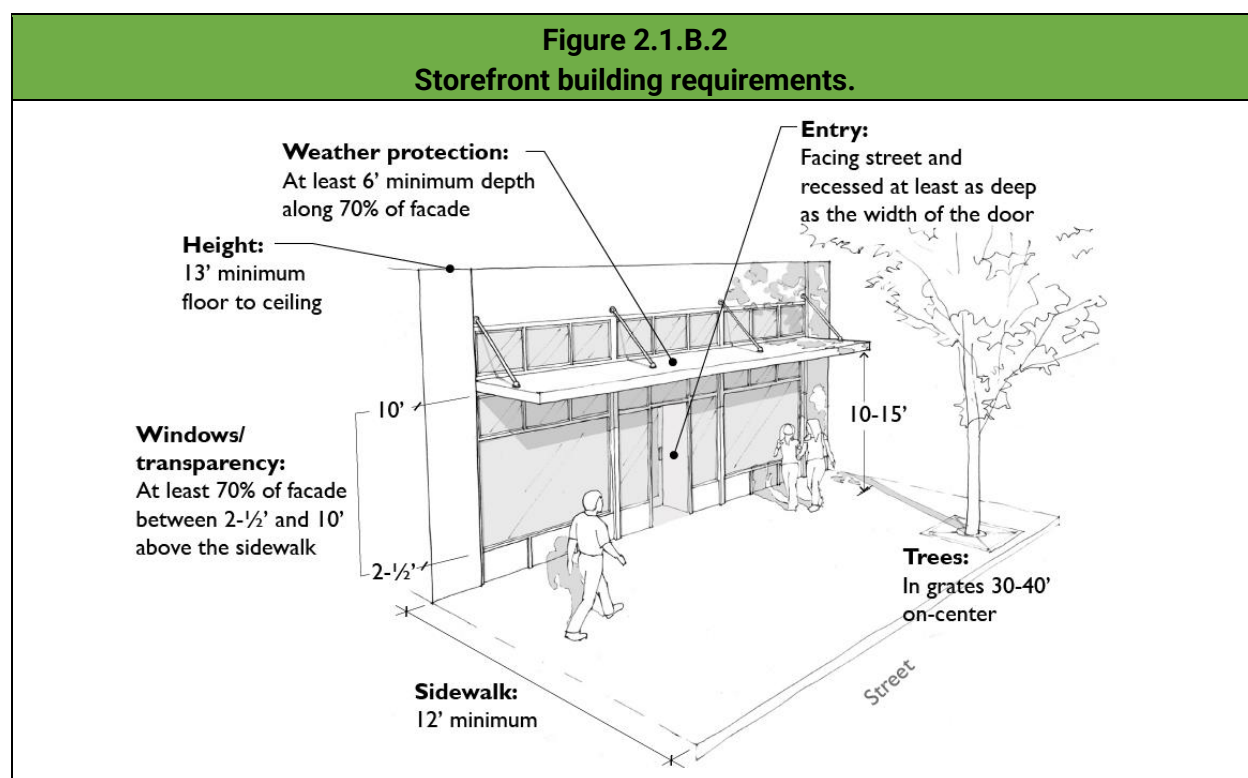 Figure 2.1.B.2
Storefront building requirements.
Weather protection:
At least 6’ minimum depth
along 70% of facade
Entry:
Facing street and
recessed at least as deep
as the width of the door
Height:
13’ minimum
floor to ceiling
10’
10-15’
Windows/
transparency:
At least 70% of facade
between 2-½’ and 10’
above the sidewalk
2-½’
Trees:
In grates 30-40’
on-center
Sidewalk:
12’ minimum
Street